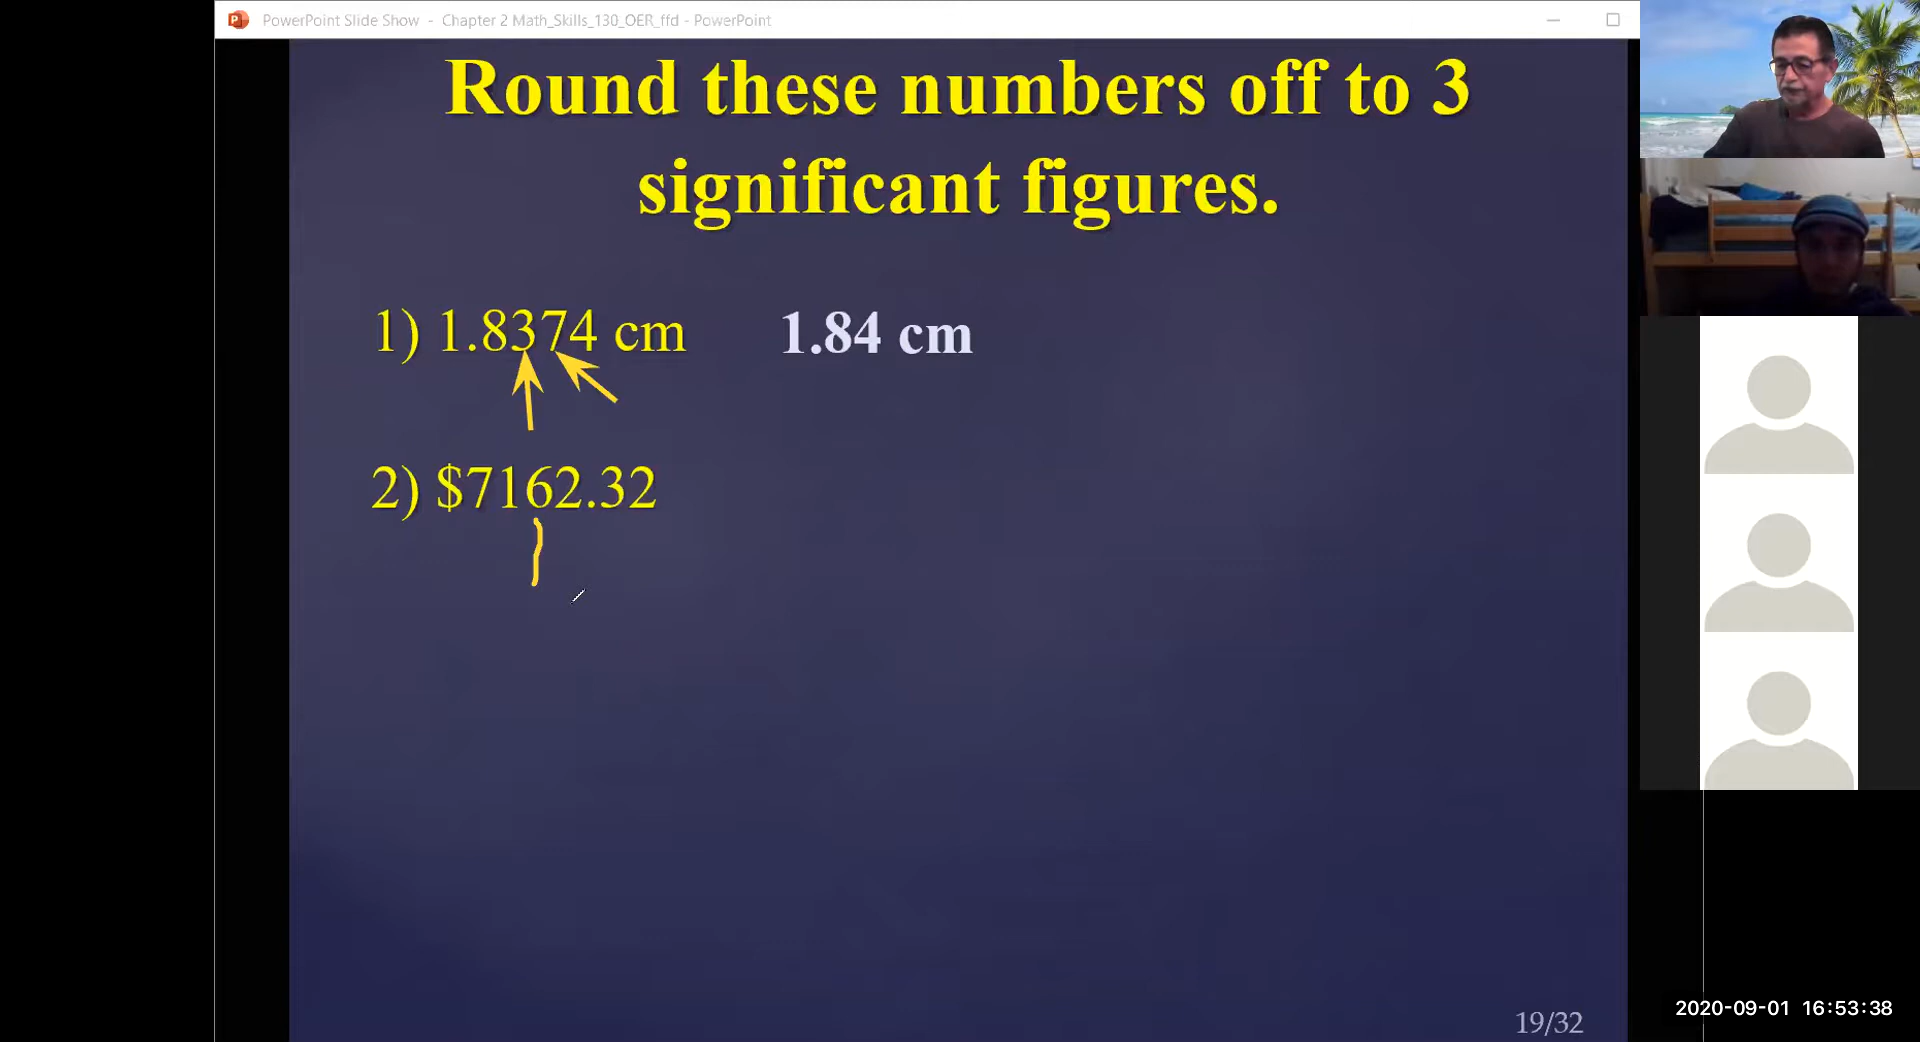 PowerPoint Slide Show - Chapter 2 Math_Skills_130_OER_ffd - PowerPoint
Round these numbers off to 3
significant figures.
1) 1.8374 cm 1.84 cm
2) $7162.32
19/32
2020-09-01 16:53:38